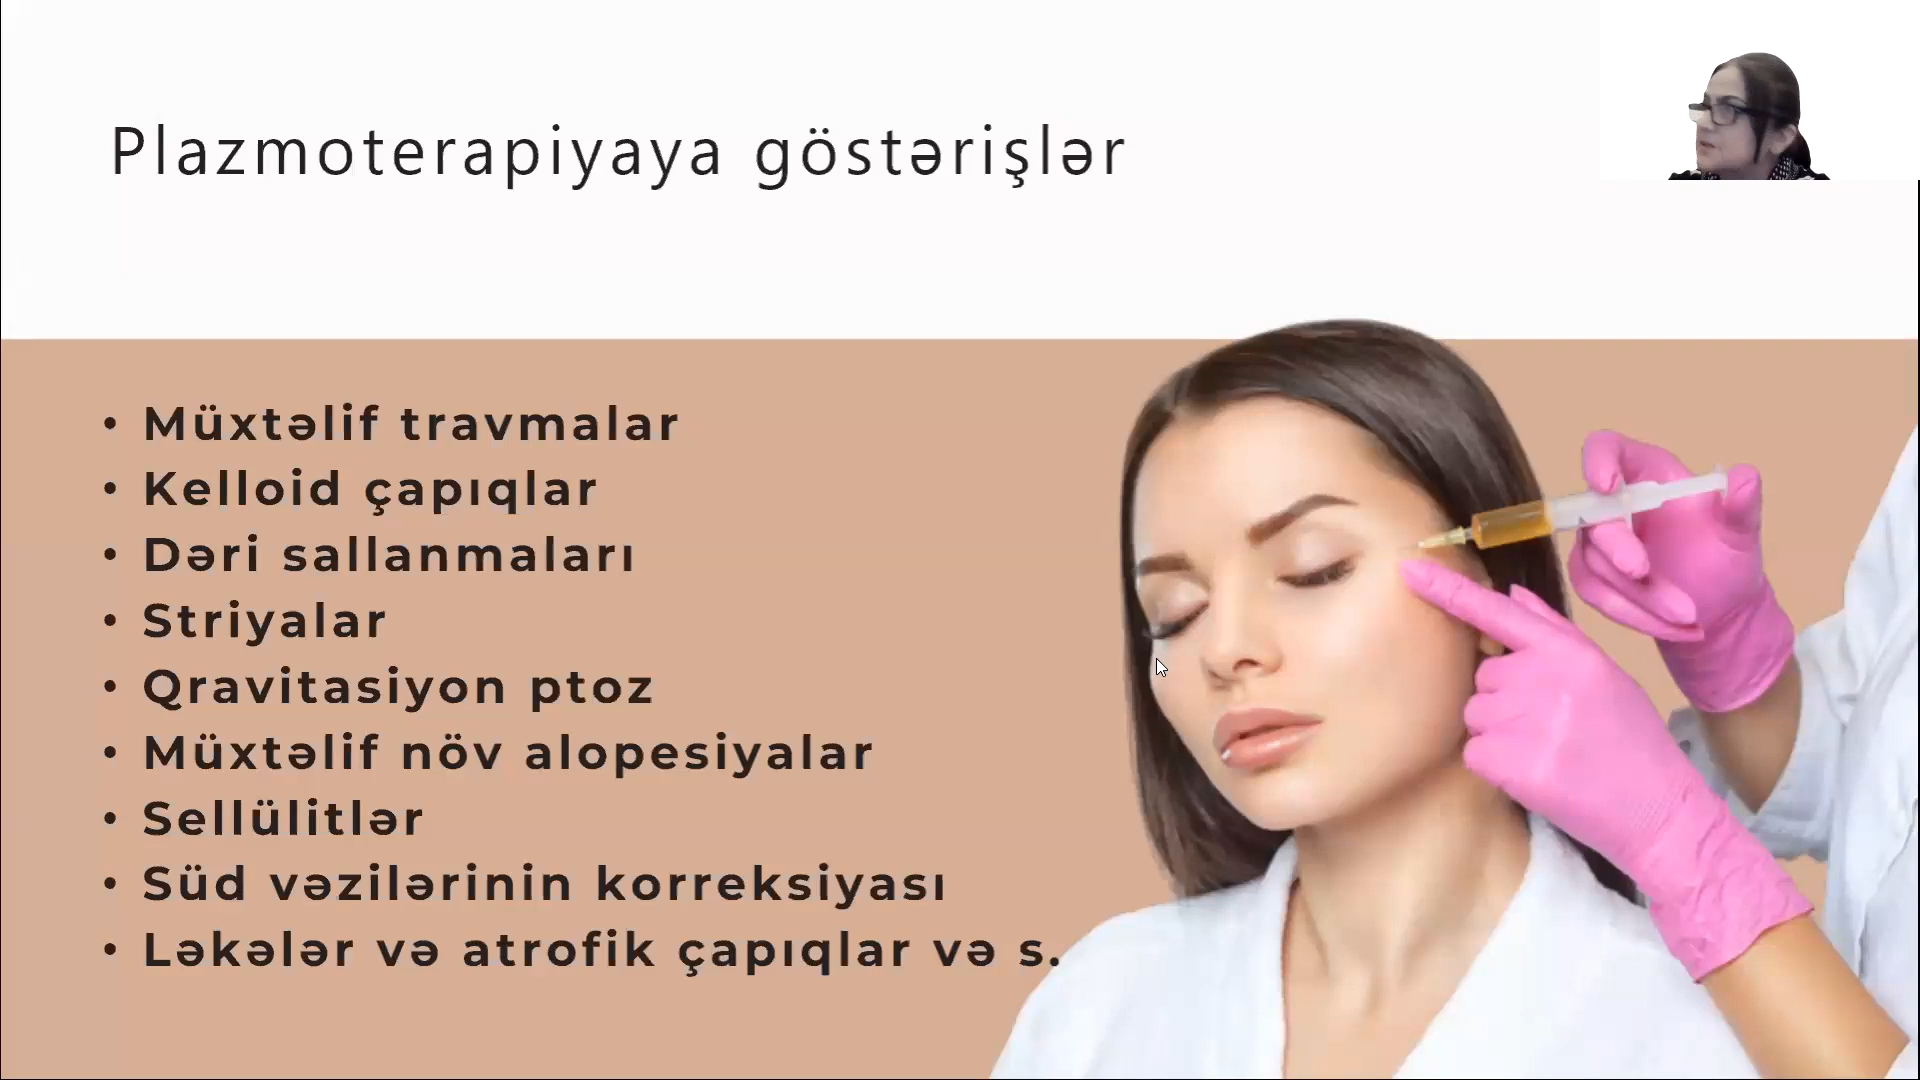 Plazmoterapiyaya göstərişlər
• Müxtəlif travmalar
• Kelloid çapıqlar
• Dəri sallanmaları
• Striyalar
• Qravitasiyon ptoz
• Müxtəlif növ alopesiyalar
• Sellülitlər
• Süd vəzilərinin korreksiyası
• Ləkələr və atrofik çapıqlar və s.